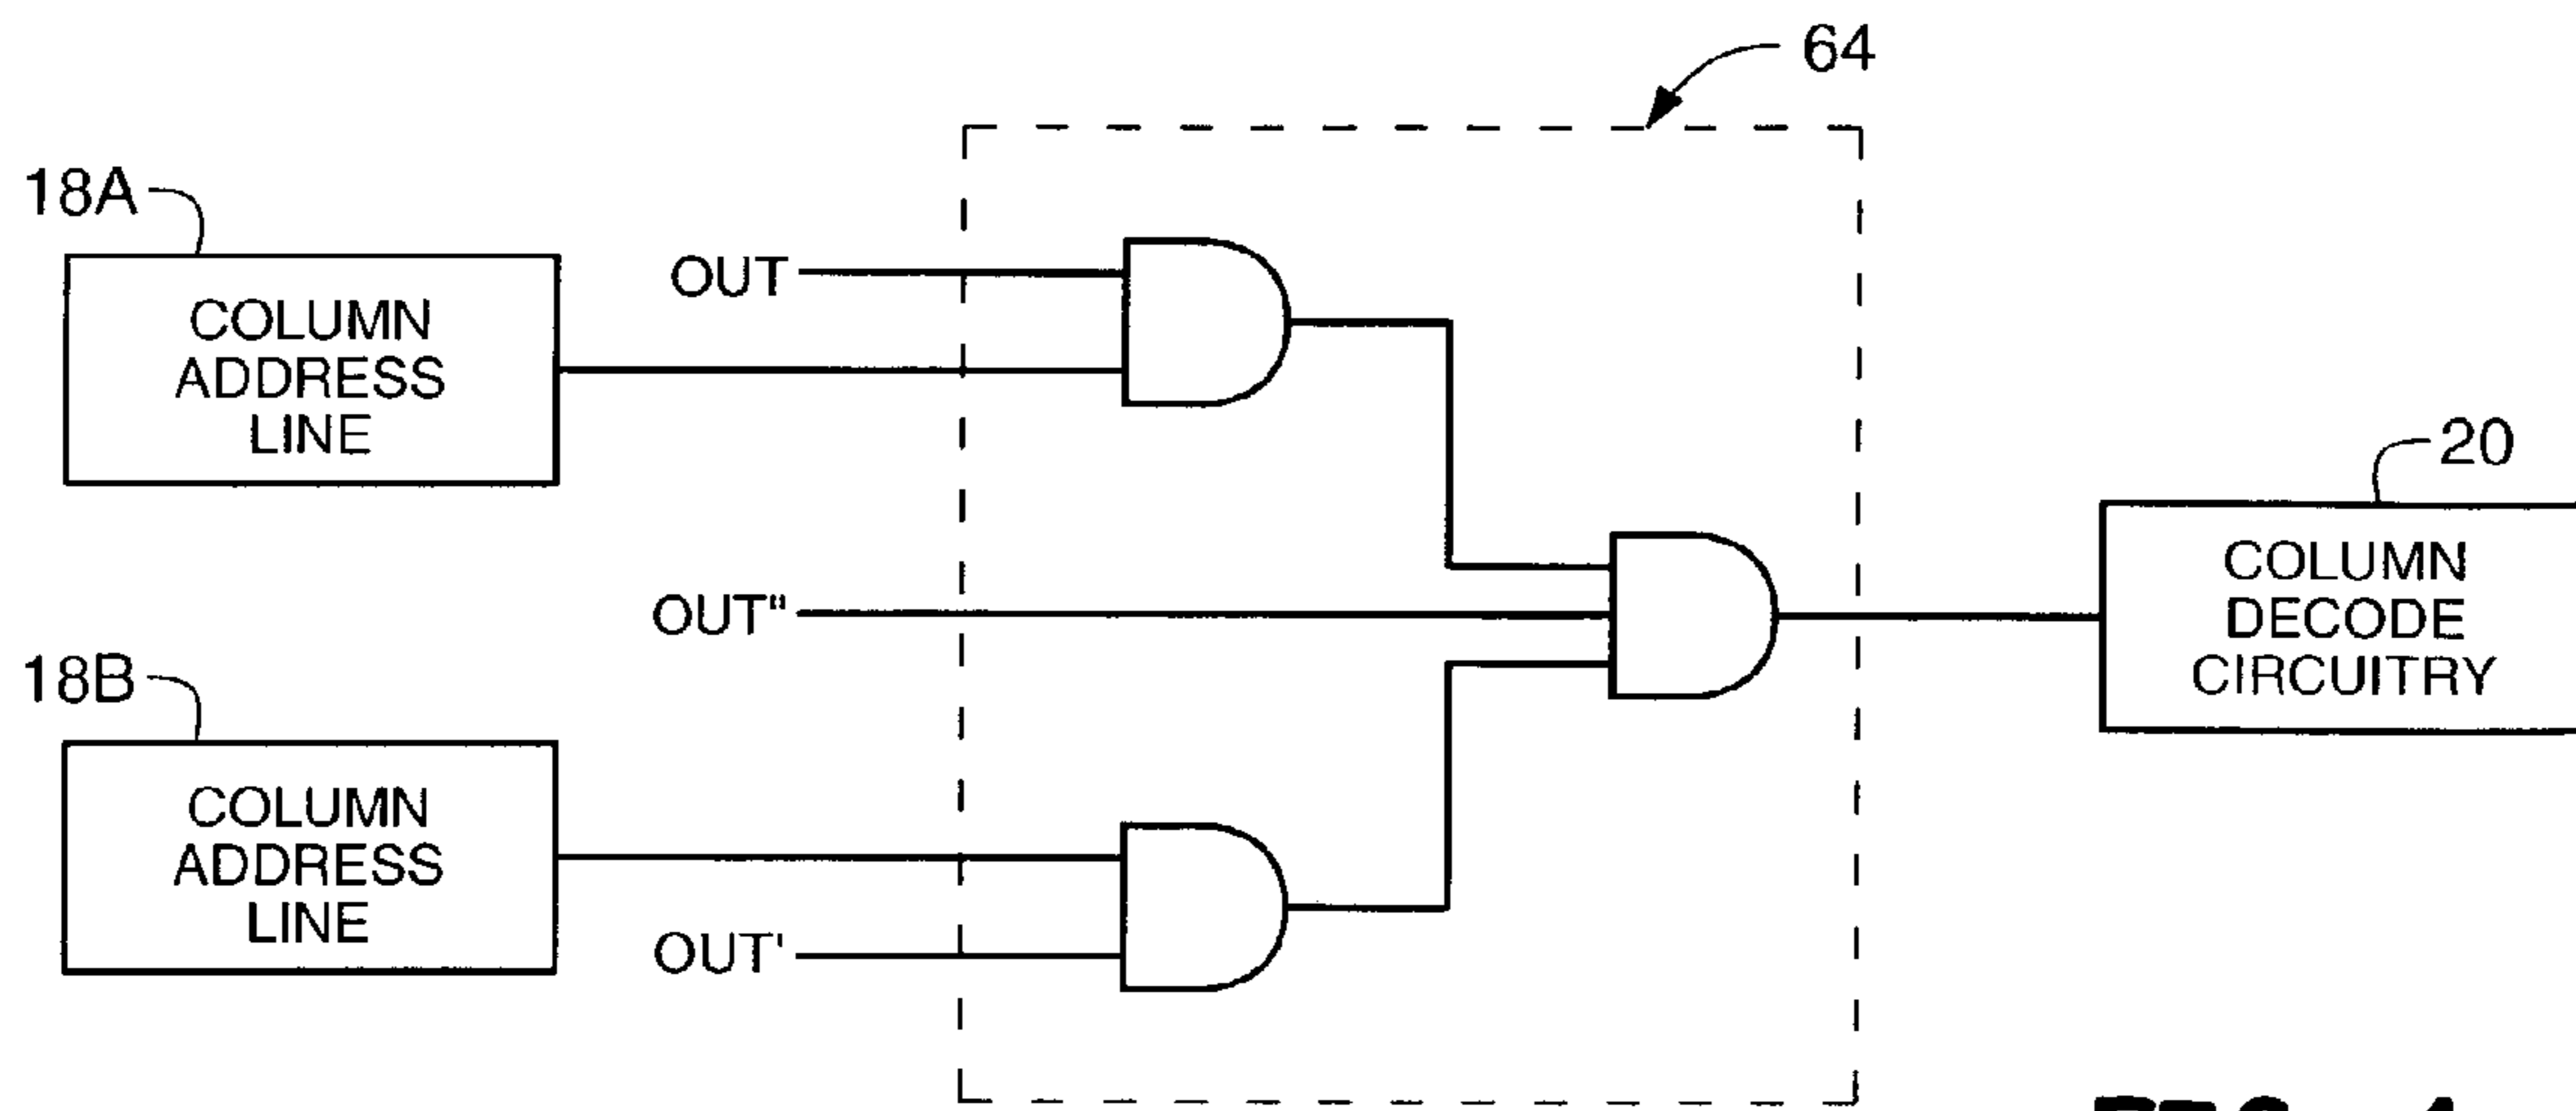 64
18A
COLUMN
ADDRESS
LINE
OUT
20
COLUMN
DECODE
CIRCUITRY
OUT"
18B
COLUMN
ADDRESS
LINE
OUT'